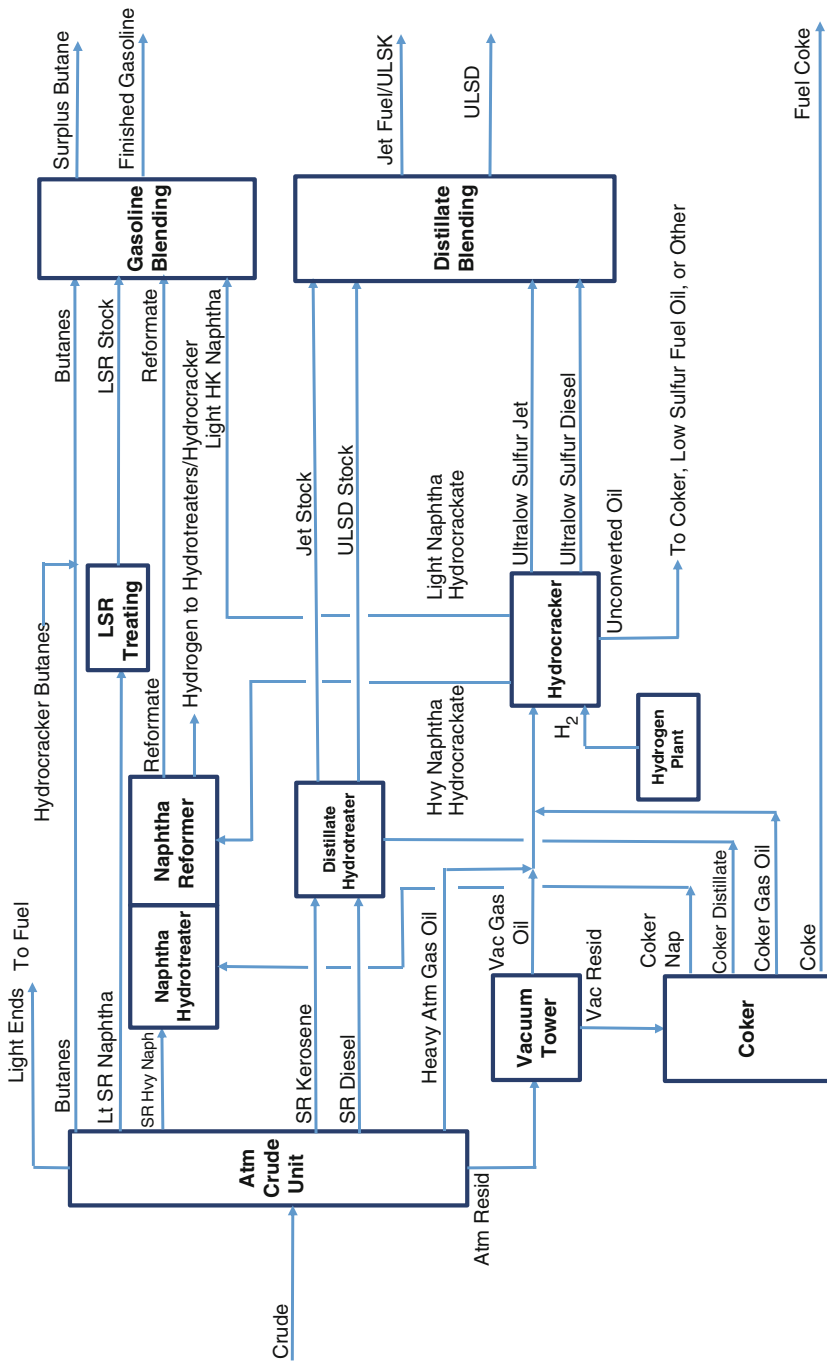 Crude
Atm
Crude
Unit
Light Ends
To Fuel
Butanes
Lt SR Naphtha
SR Hvy Naph
SR Kerosene
SR Diesel
Heavy Atm Gas Oil
Atm Resid
Hydrocracker Butanes
LSR
Treating
Naphtha
Hydrotreater
Naphtha
Reformer
Reformate
Hydrogen to Hydrotreaters/Hydrocracker
Distillate
Hydrotreater
Vacuum
Tower
Vac Gas
Oil
Vac Resid
Coker
Coker
Nap
Coker Distillate
Coker Gas Oil
Coke
Hvy Naphtha
Hydrocrackate
Light Naphtha
Hydrocrackate
H2
Hydrogen
Plant
Hydrocracker
Unconverted Oil
To Coker, Low Sulfur Fuel Oil, or Other
Butanes
LSR Stock
Reformate
Light HK Naphtha
Jet Stock
ULSD Stock
Ultralow Sulfur Jet
Ultralow Sulfur Diesel
Gasoline
Blending
Distillate
Blending
Surplus Butane
Finished Gasoline
Jet Fuel/ULSK
ULSD
Fuel Coke